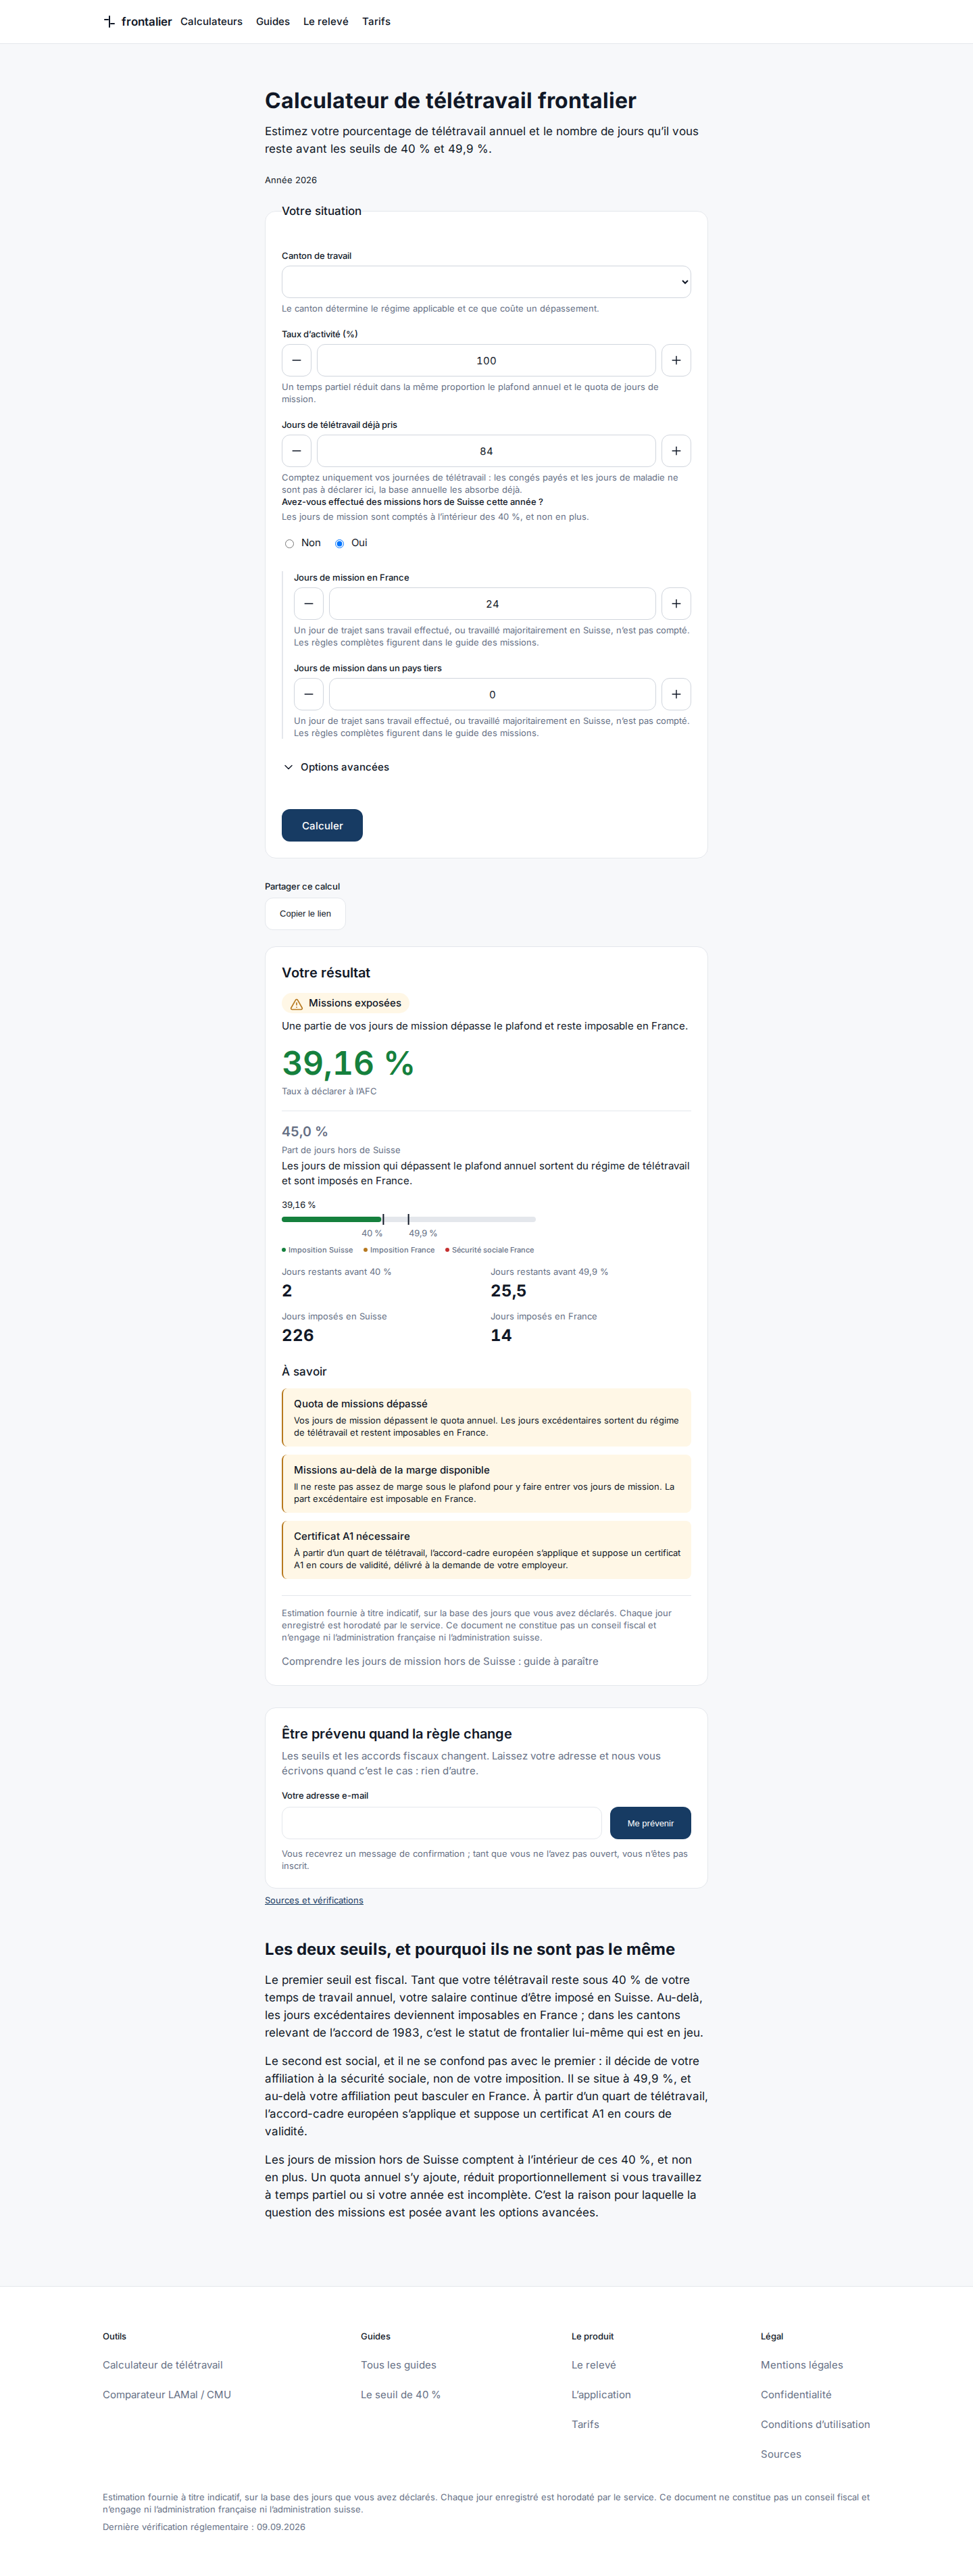 frontalier Calculateurs Guides Le relevé Tarifs
Calculateur de télétravail frontalier
Estimez votre pourcentage de télétravail annuel et le nombre de jours qu’il vous
reste avant les seuils de 40 % et 49,9 %.
Année 2026
Votre situation
Canton de travail
Le canton détermine le régime applicable et ce que coûte un dépassement.
Taux d’activité (%)
100
Un temps partiel réduit dans la même proportion le plafond annuel et le quota de jours de
mission.
Jours de télétravail déjà pris
84
Comptez uniquement vos journées de télétravail : les congés payés et les jours de maladie ne
sont pas à déclarer ici, la base annuelle les absorbe déjà.
Avez-vous effectué des missions hors de Suisse cette année ?
Les jours de mission sont comptés à l’intérieur des 40 %, et non en plus.
Non Oui
Jours de mission en France
24
Un jour de trajet sans travail effectué, ou travaillé majoritairement en Suisse, n’est pas compté.
Les règles complètes figurent dans le guide des missions.
Jours de mission dans un pays tiers
0
Un jour de trajet sans travail effectué, ou travaillé majoritairement en Suisse, n’est pas compté.
Les règles complètes figurent dans le guide des missions.
Options avancées
Calculer
Partager ce calcul
Copier le lien
Votre résultat
Missions exposées
Une partie de vos jours de mission dépasse le plafond et reste imposable en France.
39,16 %
Taux à déclarer à l’AFC
45,0 %
Part de jours hors de Suisse
Les jours de mission qui dépassent le plafond annuel sortent du régime de télétravail
et sont imposés en France.
39,16 %
40 % 49,9 %
Imposition Suisse Imposition France Sécurité sociale France
Jours restants avant 40 % Jours restants avant 49,9 %
2 25,5
Jours imposés en Suisse Jours imposés en France
226 14
À savoir
Quota de missions dépassé
Vos jours de mission dépassent le quota annuel. Les jours excédentaires sortent du régime
de télétravail et restent imposables en France.
Missions au-delà de la marge disponible
Il ne reste pas assez de marge sous le plafond pour y faire entrer vos jours de mission. La
part excédentaire est imposable en France.
Certificat A1 nécessaire
À partir d’un quart de télétravail, l’accord-cadre européen s’applique et suppose un certificat
A1 en cours de validité, délivré à la demande de votre employeur.
Estimation fournie à titre indicatif, sur la base des jours que vous avez déclarés. Chaque jour
enregistré est horodaté par le service. Ce document ne constitue pas un conseil fiscal et
n’engage ni l’administration française ni l’administration suisse.
Comprendre les jours de mission hors de Suisse : guide à paraître
Être prévenu quand la règle change
Les seuils et les accords fiscaux changent. Laissez votre adresse et nous vous
écrivons quand c’est le cas : rien d’autre.
Votre adresse e-mail
Me prévenir
Vous recevrez un message de confirmation ; tant que vous ne l’avez pas ouvert, vous n’êtes pas
inscrit.
Sources et vérifications
Les deux seuils, et pourquoi ils ne sont pas le même
Le premier seuil est fiscal. Tant que votre télétravail reste sous 40 % de votre
temps de travail annuel, votre salaire continue d’être imposé en Suisse. Au-delà,
les jours excédentaires deviennent imposables en France ; dans les cantons
relevant de l’accord de 1983, c’est le statut de frontalier lui-même qui est en jeu.
Le second est social, et il ne se confond pas avec le premier : il décide de votre
affiliation à la sécurité sociale, non de votre imposition. Il se situe à 49,9 %, et
au-delà votre affiliation peut basculer en France. À partir d’un quart de télétravail,
l’accord-cadre européen s’applique et suppose un certificat A1 en cours de
validité.
Les jours de mission hors de Suisse comptent à l’intérieur de ces 40 %, et non
en plus. Un quota annuel s’y ajoute, réduit proportionnellement si vous travaillez
à temps partiel ou si votre année est incomplète. C’est la raison pour laquelle la
question des missions est posée avant les options avancées.
Outils Guides Le produit Légal
Calculateur de télétravail Tous les guides Le relevé Mentions légales
Comparateur LAMal / CMU Le seuil de 40 % L’application Confidentialité
Tarifs Conditions d’utilisation
Sources
Estimation fournie à titre indicatif, sur la base des jours que vous avez déclarés. Chaque jour enregistré est horodaté par le service. Ce document ne constitue pas un conseil fiscal et
n’engage ni l’administration française ni l’administration suisse.
Dernière vérification réglementaire : 09.09.2026